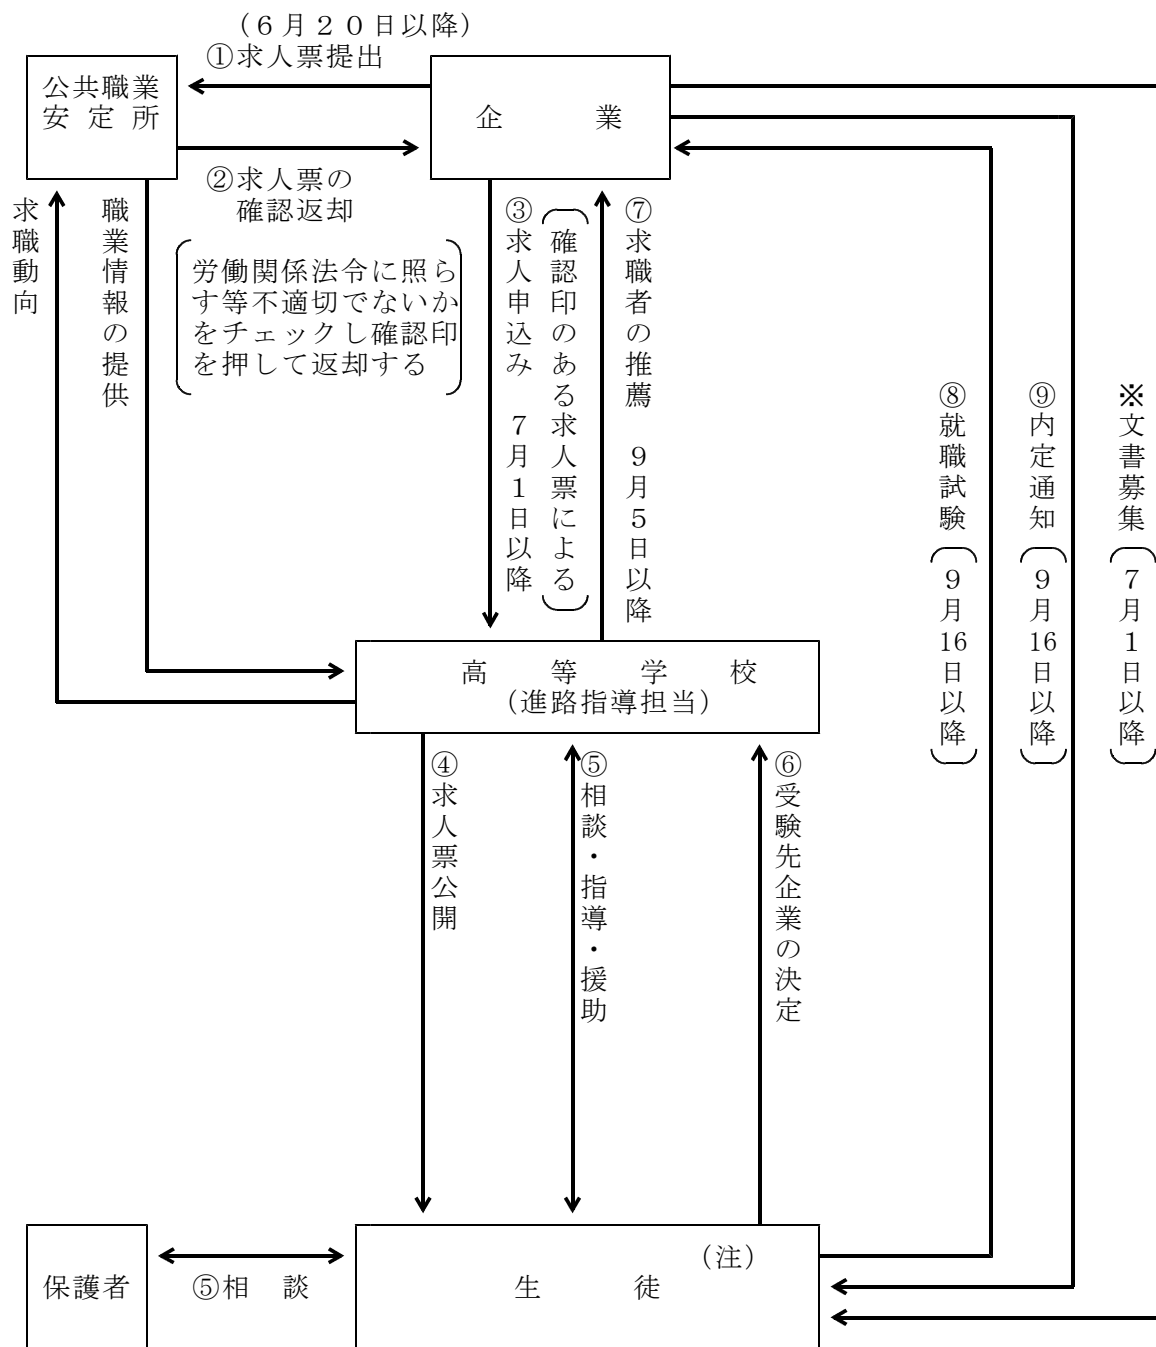 （６月２０日以降）
①求人票提出
公共職業
安定所
企業
②求人票の
確認返却
労働関係法令に照ら
す等不適切でないか
をチェックし確認印
を押して返却する
求職動向
職業情報の提供
③求人申込み　７月１日以降
確認印のある求人票による
⑦求職者の推薦　９月５日以降
⑧就職試験（９月16日以降）
⑨内定通知（９月16日以降）
※文書募集（７月１日以降）
高等学校
（進路指導担当）
④求人票公開
⑤相談・指導・援助
⑥受験先企業の決定
保護者
⑤相　談
（注）
生徒